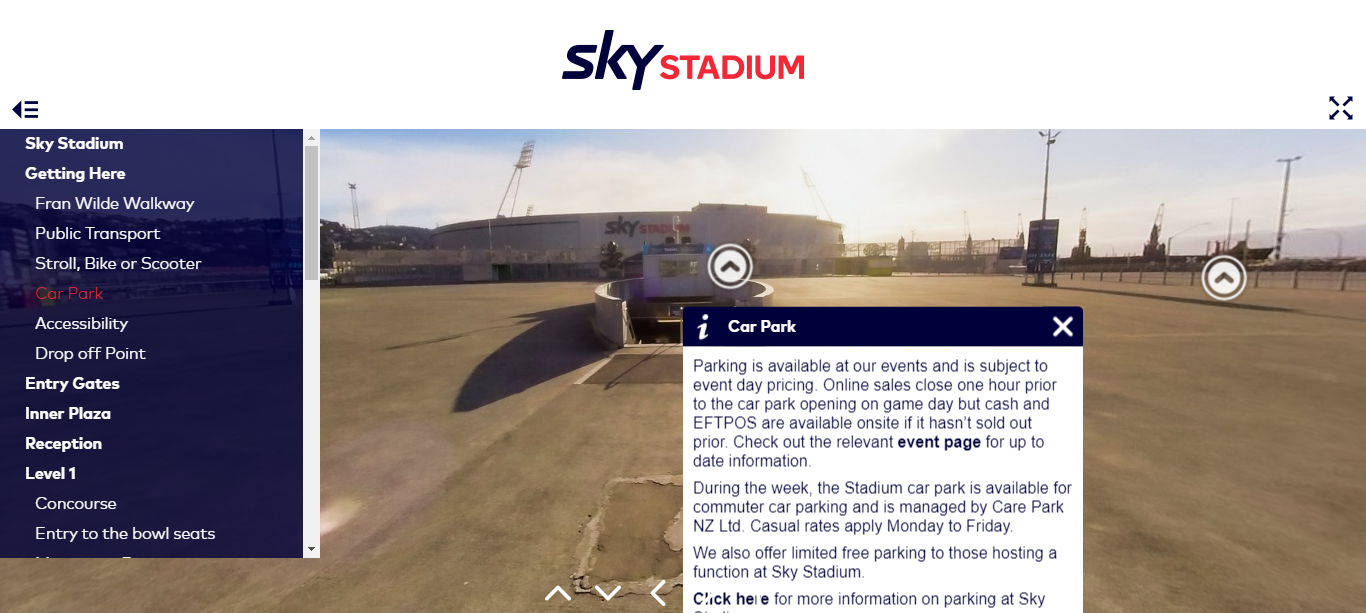 sky STADIUM
Sky Stadium
Getting Here
Fran Wilde Walkway
Public Transport
Stroll, Bike or Scooter
Car Park
Accessibility
Drop off Point
Entry Gates
Inner Plaza
Reception
Level 1
Concourse
Entry to the bowl seats
sky STADIUM
i Car Park
Parking is available at our events and is subject to
event day pricing. Online sales close one hour prior
to the car park opening on game day but cash and
EFTPOS are available onsite if it hasn't sold out
prior. Check out the relevant event page for up to
date information.
During the week, the Stadium car park is available for
commuter car parking and is managed by Care Park
NZ Ltd. Casual rates apply Monday to Friday.
We also offer limited free parking to those hosting a
function at Sky Stadium.
Click here for more information on parking at Sky